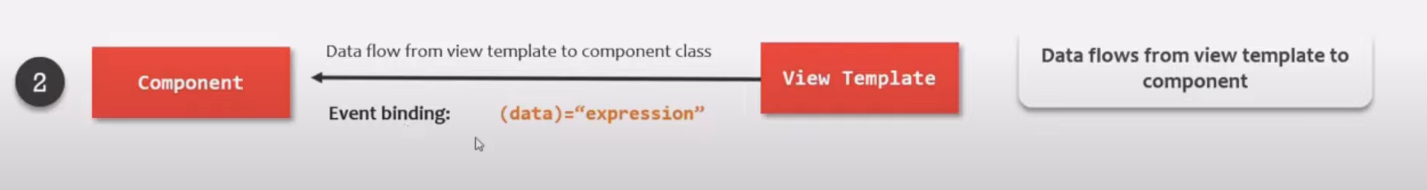 2
Component
Data flow from view template to component class
Event binding: (data)=“expression”
View Template
Data flows from view template to
component